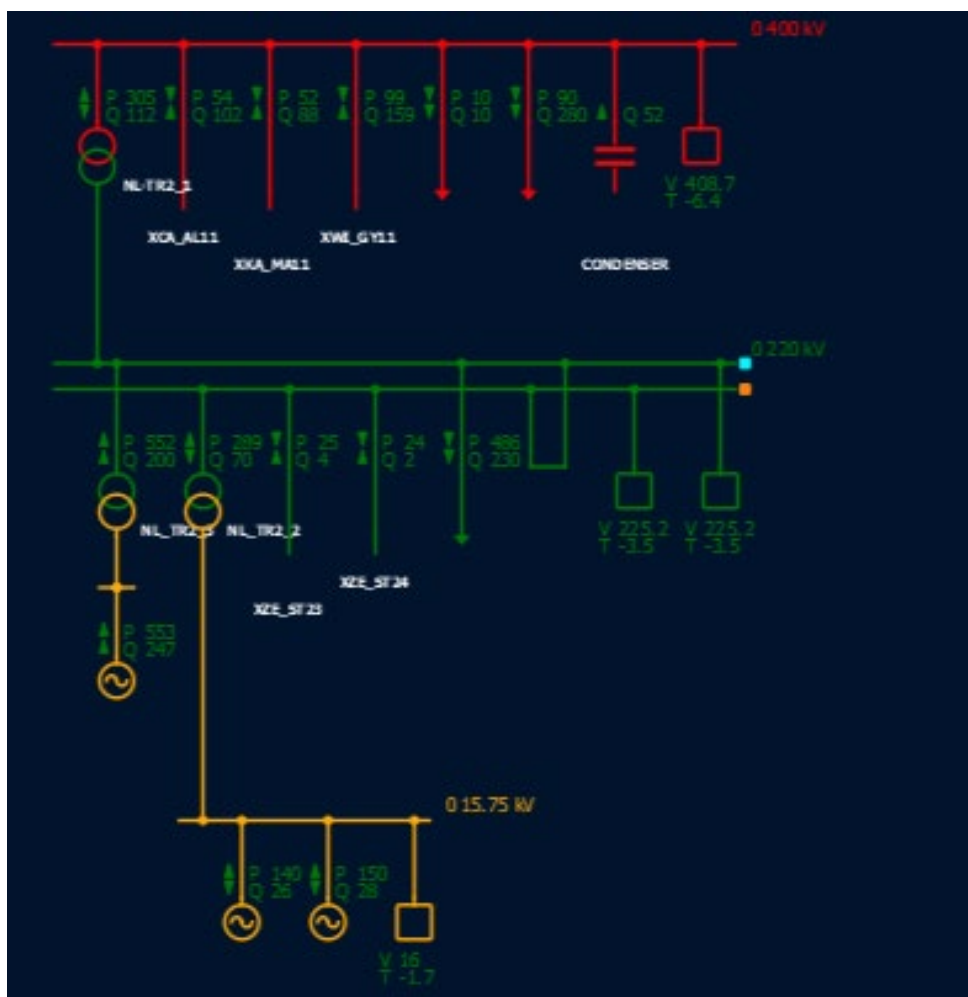 0 400 kV
P 305 P 54 P 52 P 99 P 10 P 90 Q 52
Q 112 Q 102 Q 88 Q 159 Q 10 Q 280
NL-TR2_1
V 408.7
T -6.4
XCA_AL11 XWE_GY11
XKA_MA11 CONDENSER
0 220 kV
P 552 P 289 P 25 P 24 P 486
Q 200 Q 70 Q 4 Q 2 Q 230
NL_TR2_3 NL_TR2_2
V 225.2 V 225.2
T -3.5 T -3.5
XZE_ST24
XZE_ST23
P 553
Q 247
0 15.75 kV
P 140 P 150
Q 26 Q 28
V 16
T -1.7